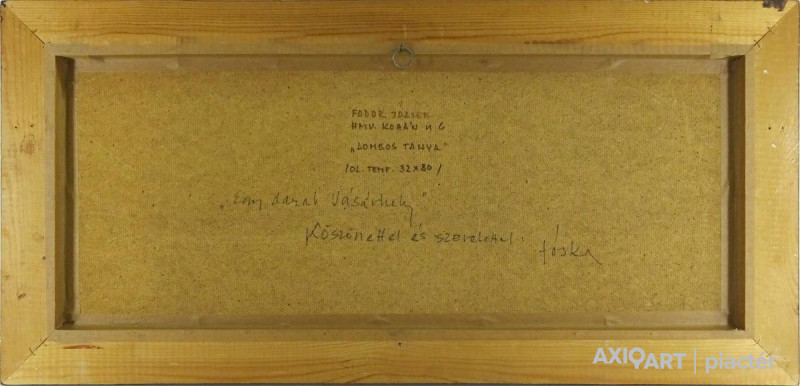 FODOR JÓZSEF
HMV. KOHÁN U 6
„LOMBOS TANYA"
/OL. TEMP. 32×80/
„Egy darab Vásárhely"
Köszönettel és szeretettel.
Jóska
AXIOART | piactér